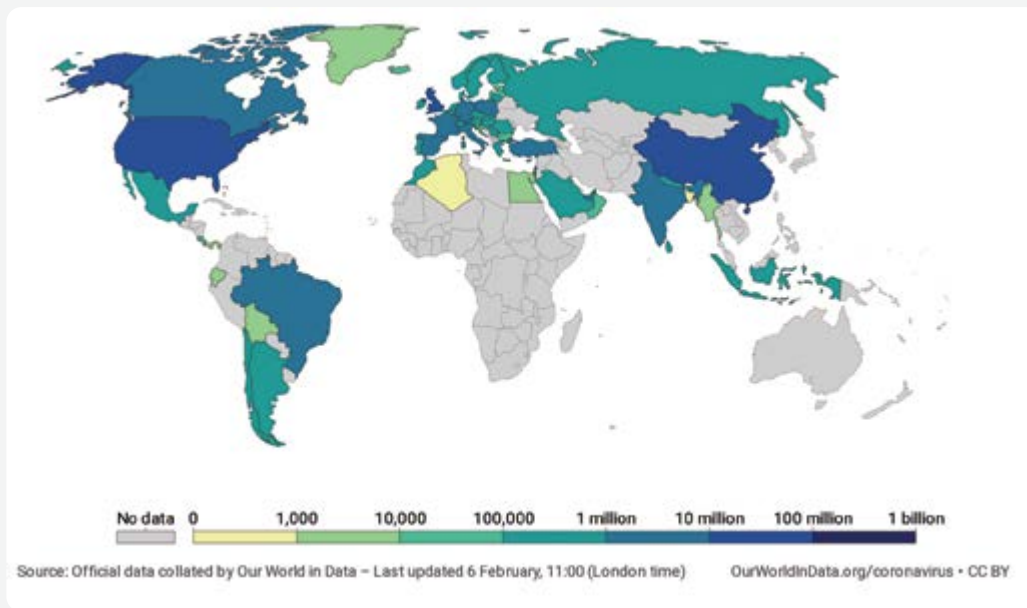 No data 0 1,000 10,000 100,000 1 million 10 million 100 million 1 billion
Source: Official data collated by Our World in Data – Last updated 6 February, 11:00 (London time) OurWorldInData.org/coronavirus • CC BY